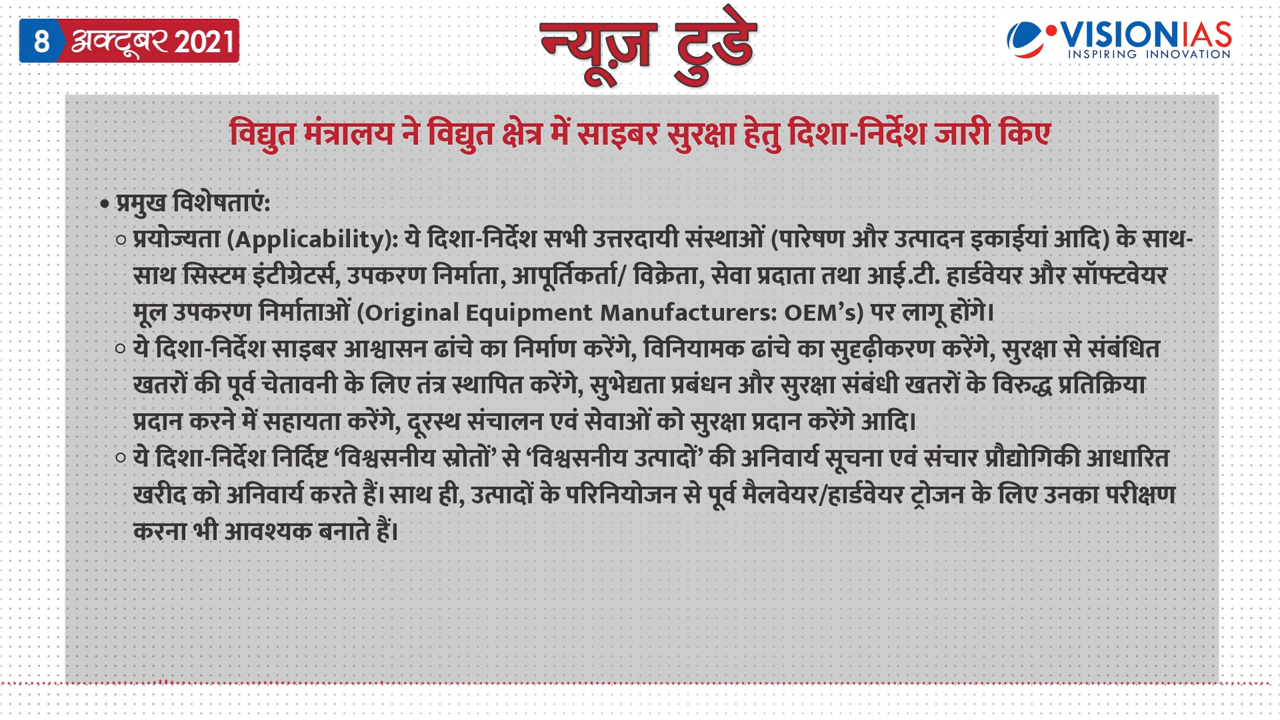 8 अक्टूबर 2021
न्यूज़ टुडे
VISIONIAS
INSPIRING INNOVATION
विद्युत मंत्रालय ने विद्युत क्षेत्र में साइबर सुरक्षा हेतु दिशा-निर्देश जारी किए
• प्रमुख विशेषताएं:
○ प्रयोज्यता (Applicability): ये दिशा-निर्देश सभी उत्तरदायी संस्थाओं (पारेषण और उत्पादन इकाईयां आदि) के साथ-
साथ सिस्टम इंटीग्रेटर्स, उपकरण निर्माता, आपूर्तिकर्ता/ विक्रेता, सेवा प्रदाता तथा आई.टी. हार्डवेयर और सॉफ्टवेयर
मूल उपकरण निर्माताओं (Original Equipment Manufacturers: OEM’s) पर लागू होंगे।
○ ये दिशा-निर्देश साइबर आश्वासन ढांचे का निर्माण करेंगे, विनियामक ढांचे का सुदृढ़ीकरण करेंगे, सुरक्षा से संबंधित
खतरों की पूर्व चेतावनी के लिए तंत्र स्थापित करेंगे, सुभेद्यता प्रबंधन और सुरक्षा संबंधी खतरों के विरुद्ध प्रतिक्रिया
प्रदान करने में सहायता करेंगे, दूरस्थ संचालन एवं सेवाओं को सुरक्षा प्रदान करेंगे आदि।
○ ये दिशा-निर्देश निर्दिष्ट ‘विश्वसनीय स्रोतों’ से ‘विश्वसनीय उत्पादों’ की अनिवार्य सूचना एवं संचार प्रौद्योगिकी आधारित
खरीद को अनिवार्य करते हैं। साथ ही, उत्पादों के परिनियोजन से पूर्व मैलवेयर/हार्डवेयर ट्रोजन के लिए उनका परीक्षण
करना भी आवश्यक बनाते हैं।